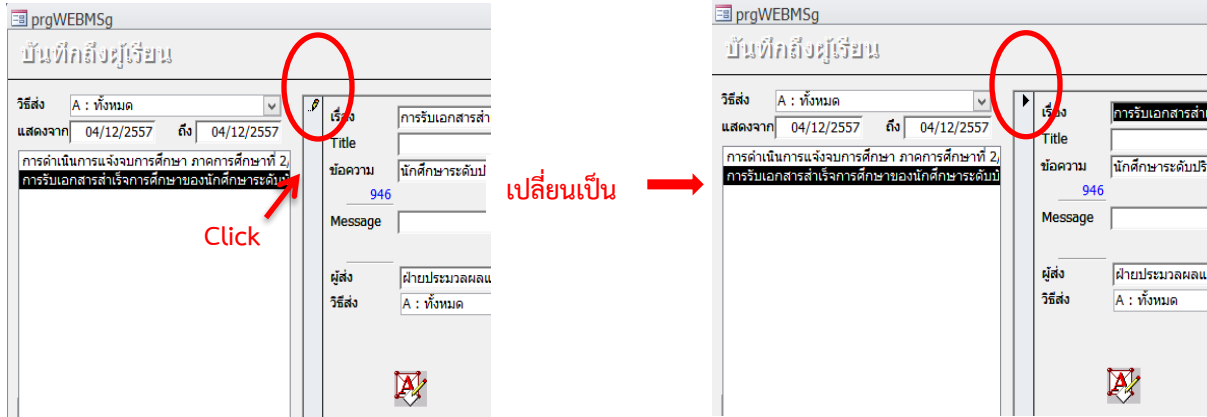 prgWEBMSg
บันทึกถึงผู้เรียน
วิธีส่ง A : ทั้งหมด
แสดงจาก 04/12/2557 ถึง 04/12/2557
การดำเนินการแจ้งจบการศึกษา ภาคการศึกษาที่ 2,
การรับเอกสารสำเร็จการศึกษาของนักศึกษาระดับ
เรื่อง การรับเอกสารสำ
Title
ข้อความ นักศึกษาระดับป
946
Message
ผู้ส่ง ฝ่ายประมวลผลแ
วิธีส่ง A : ทั้งหมด
Click
เปลี่ยนเป็น
prgWEBMSg
บันทึกถึงผู้เรียน
วิธีส่ง A : ทั้งหมด
แสดงจาก 04/12/2557 ถึง 04/12/2557
การดำเนินการแจ้งจบการศึกษา ภาคการศึกษาที่ 2,
การรับเอกสารสำเร็จการศึกษาของนักศึกษาระดับบั
เรื่อง การรับเอกสารสำ
Title
ข้อความ นักศึกษาระดับปริ
946
Message
ผู้ส่ง ฝ่ายประมวลผลแ
วิธีส่ง A : ทั้งหมด